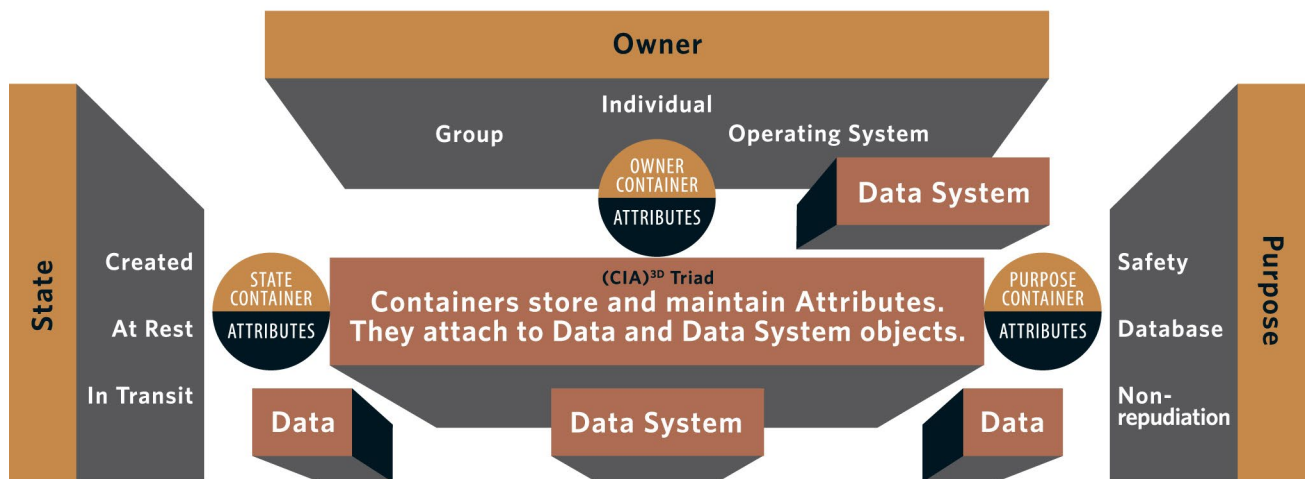 Owner
Individual
Group
Operating System
OWNER
CONTAINER
ATTRIBUTES
Data System
State
Created
At Rest
In Transit
STATE
CONTAINER
ATTRIBUTES
(CIA)³ᴰ Triad
Containers store and maintain Attributes.
They attach to Data and Data System objects.
PURPOSE
CONTAINER
ATTRIBUTES
Safety
Database
Non-
repudiation
Purpose
Data
Data System
Data